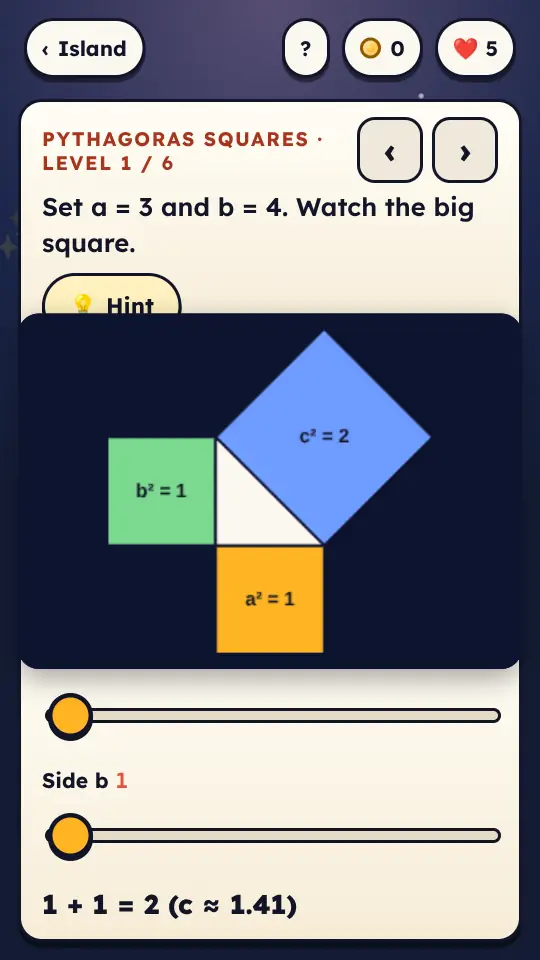 ‹ Island
?
0
5
PYTHAGORAS SQUARES ·
LEVEL 1 / 6
‹
›
Set a = 3 and b = 4. Watch the big
square.
Hint
c² = 2
b² = 1
a² = 1
Side b 1
1 + 1 = 2 (c ≈ 1.41)